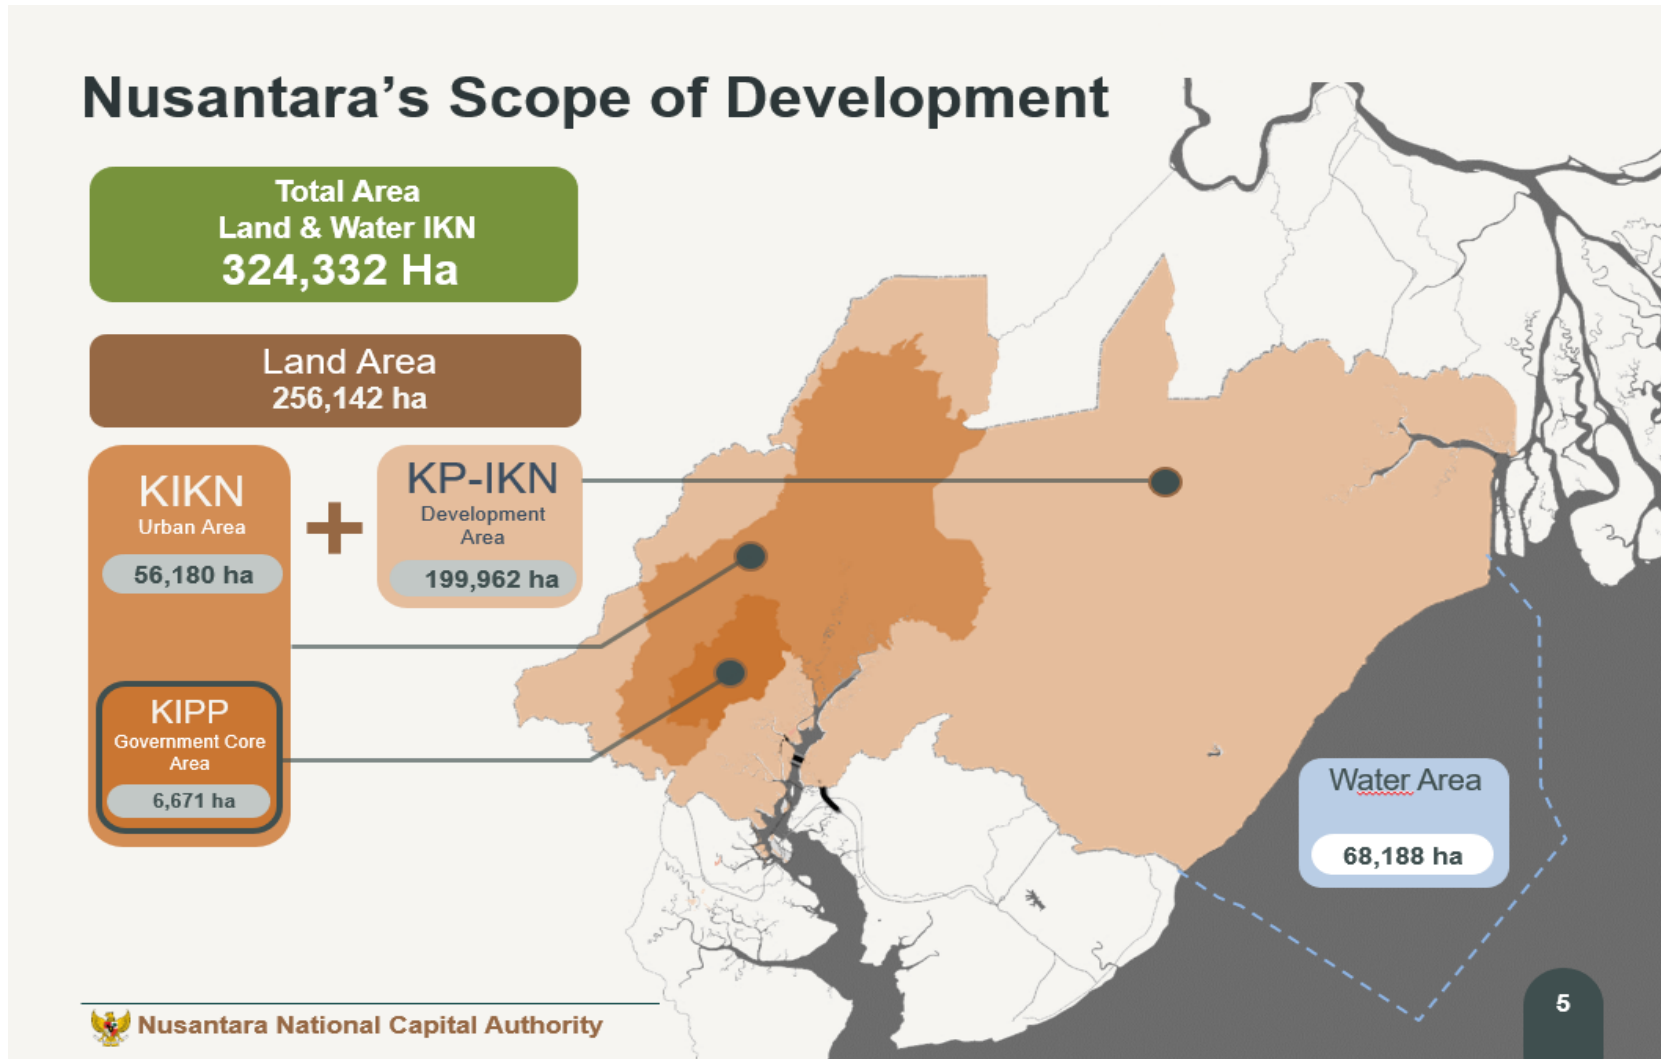 Nusantara’s Scope of Development
Total Area
Land & Water IKN
324,332 Ha
Land Area
256,142 ha
KIKN
Urban Area
56,180 ha
+
KP-IKN
Development
Area
199,962 ha
KIPP
Government Core
Area
6,671 ha
Water Area
68,188 ha
Nusantara National Capital Authority
5